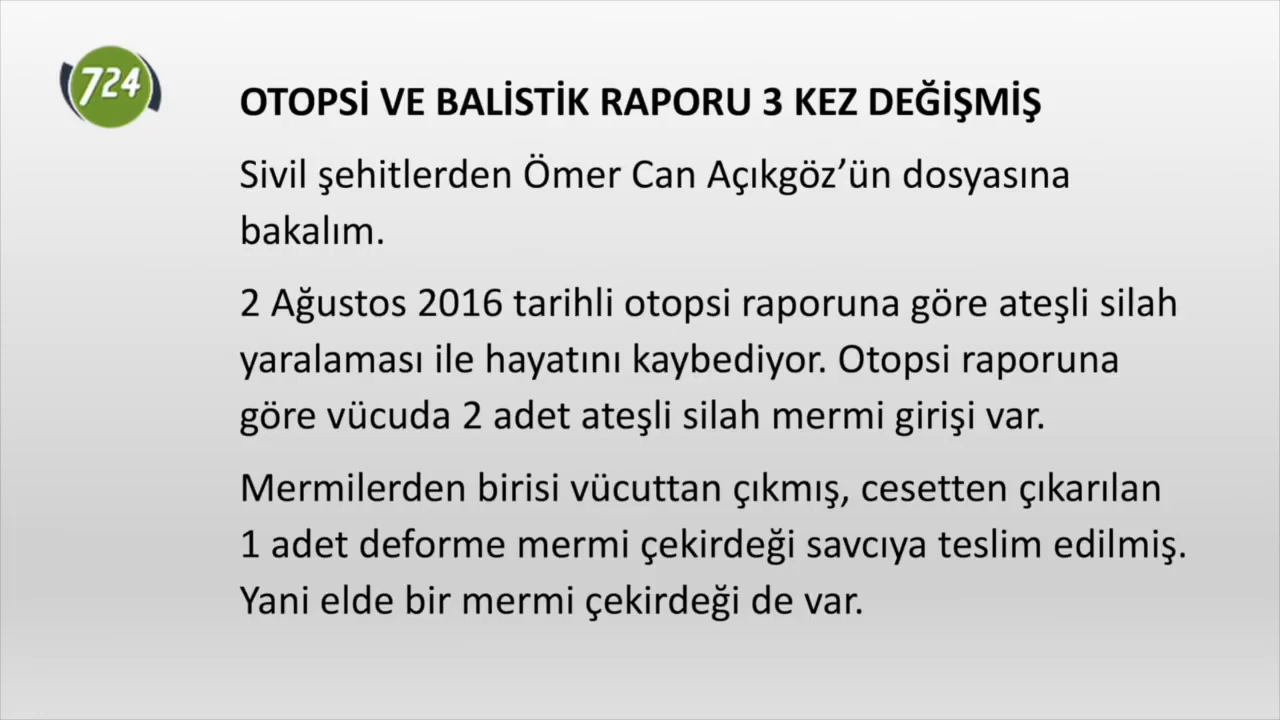 724
OTOPSİ VE BALİSTİK RAPORU 3 KEZ DEĞİŞMİŞ
Sivil şehitlerden Ömer Can Açıkgöz’ün dosyasına
bakalım.
2 Ağustos 2016 tarihli otopsi raporuna göre ateşli silah
yaralaması ile hayatını kaybediyor. Otopsi raporuna
göre vücuda 2 adet ateşli silah mermi girişi var.
Mermilerden birisi vücuttan çıkmış, cesetten çıkarılan
1 adet deforme mermi çekirdeği savcıya teslim edilmiş.
Yani elde bir mermi çekirdeği de var.